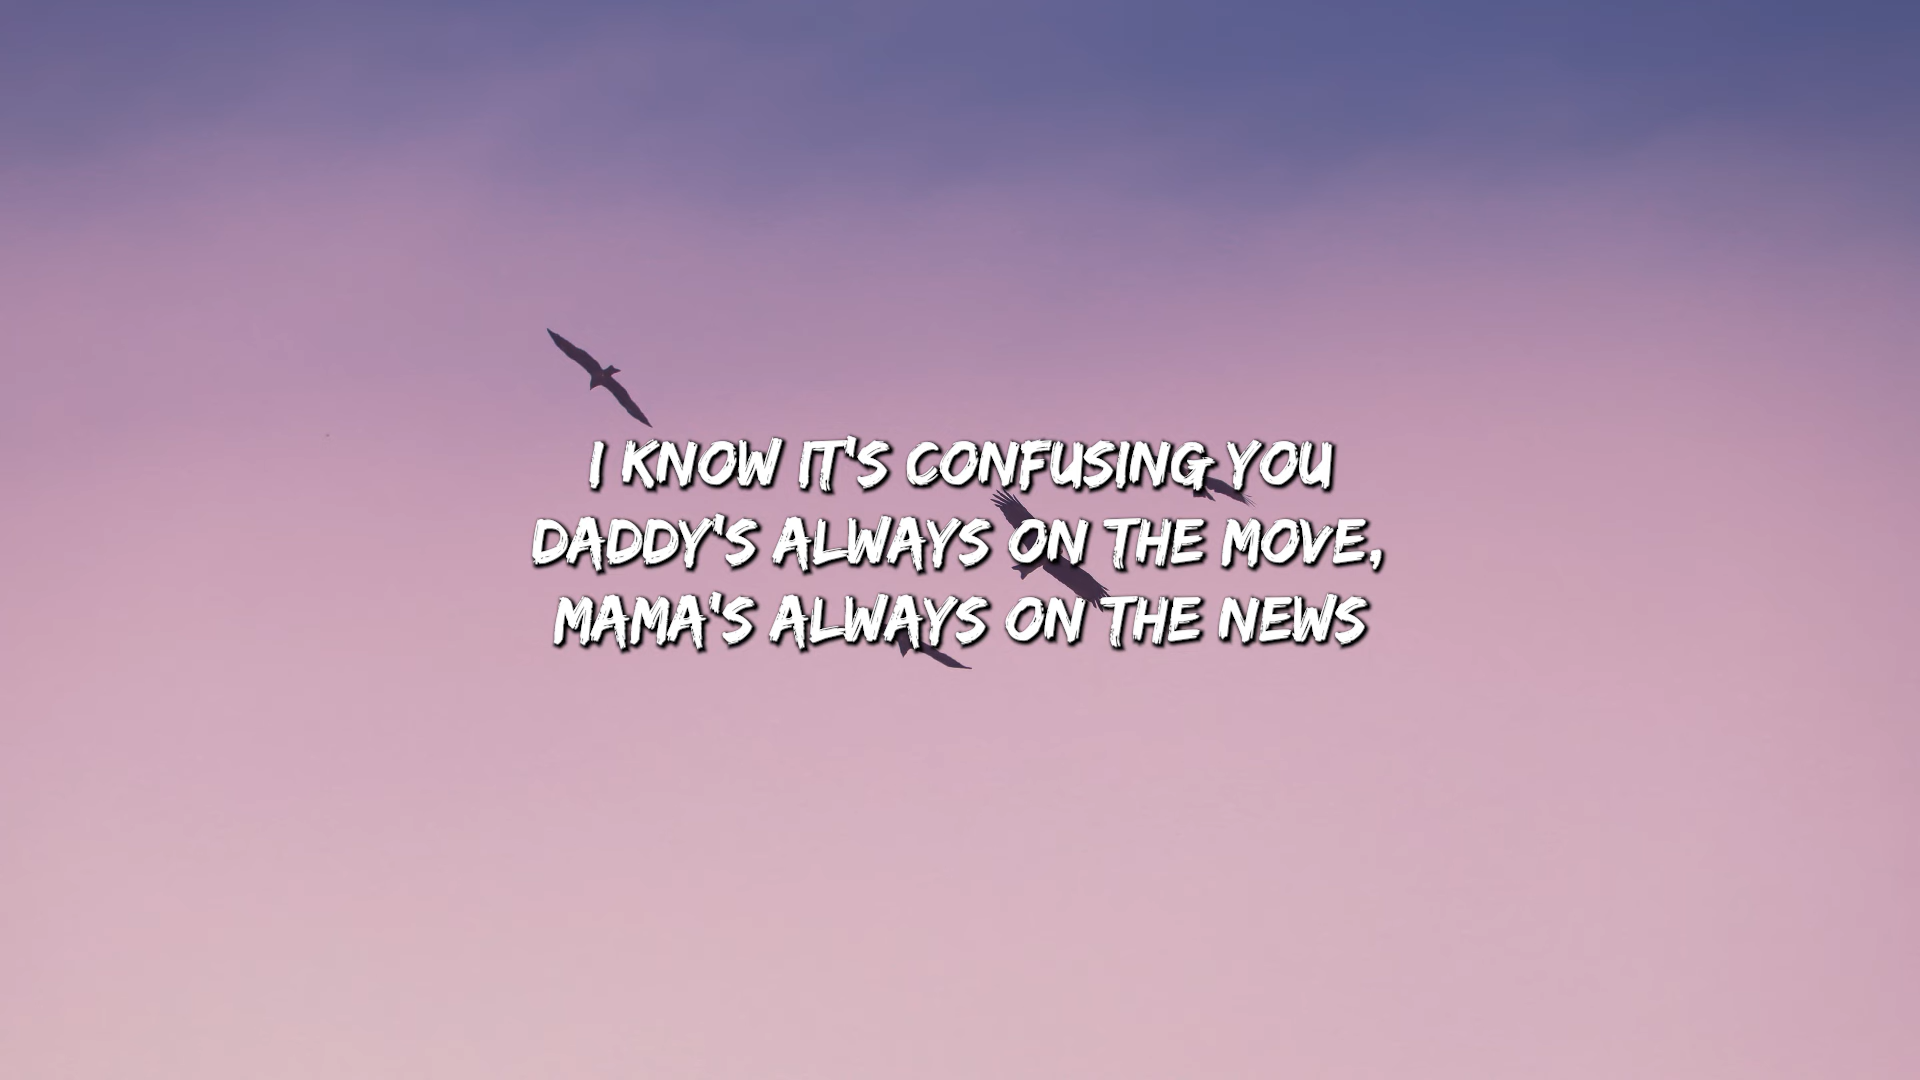 I KNOW IT'S CONFUSING YOU
DADDY'S ALWAYS ON THE MOVE,
MAMA'S ALWAYS ON THE NEWS